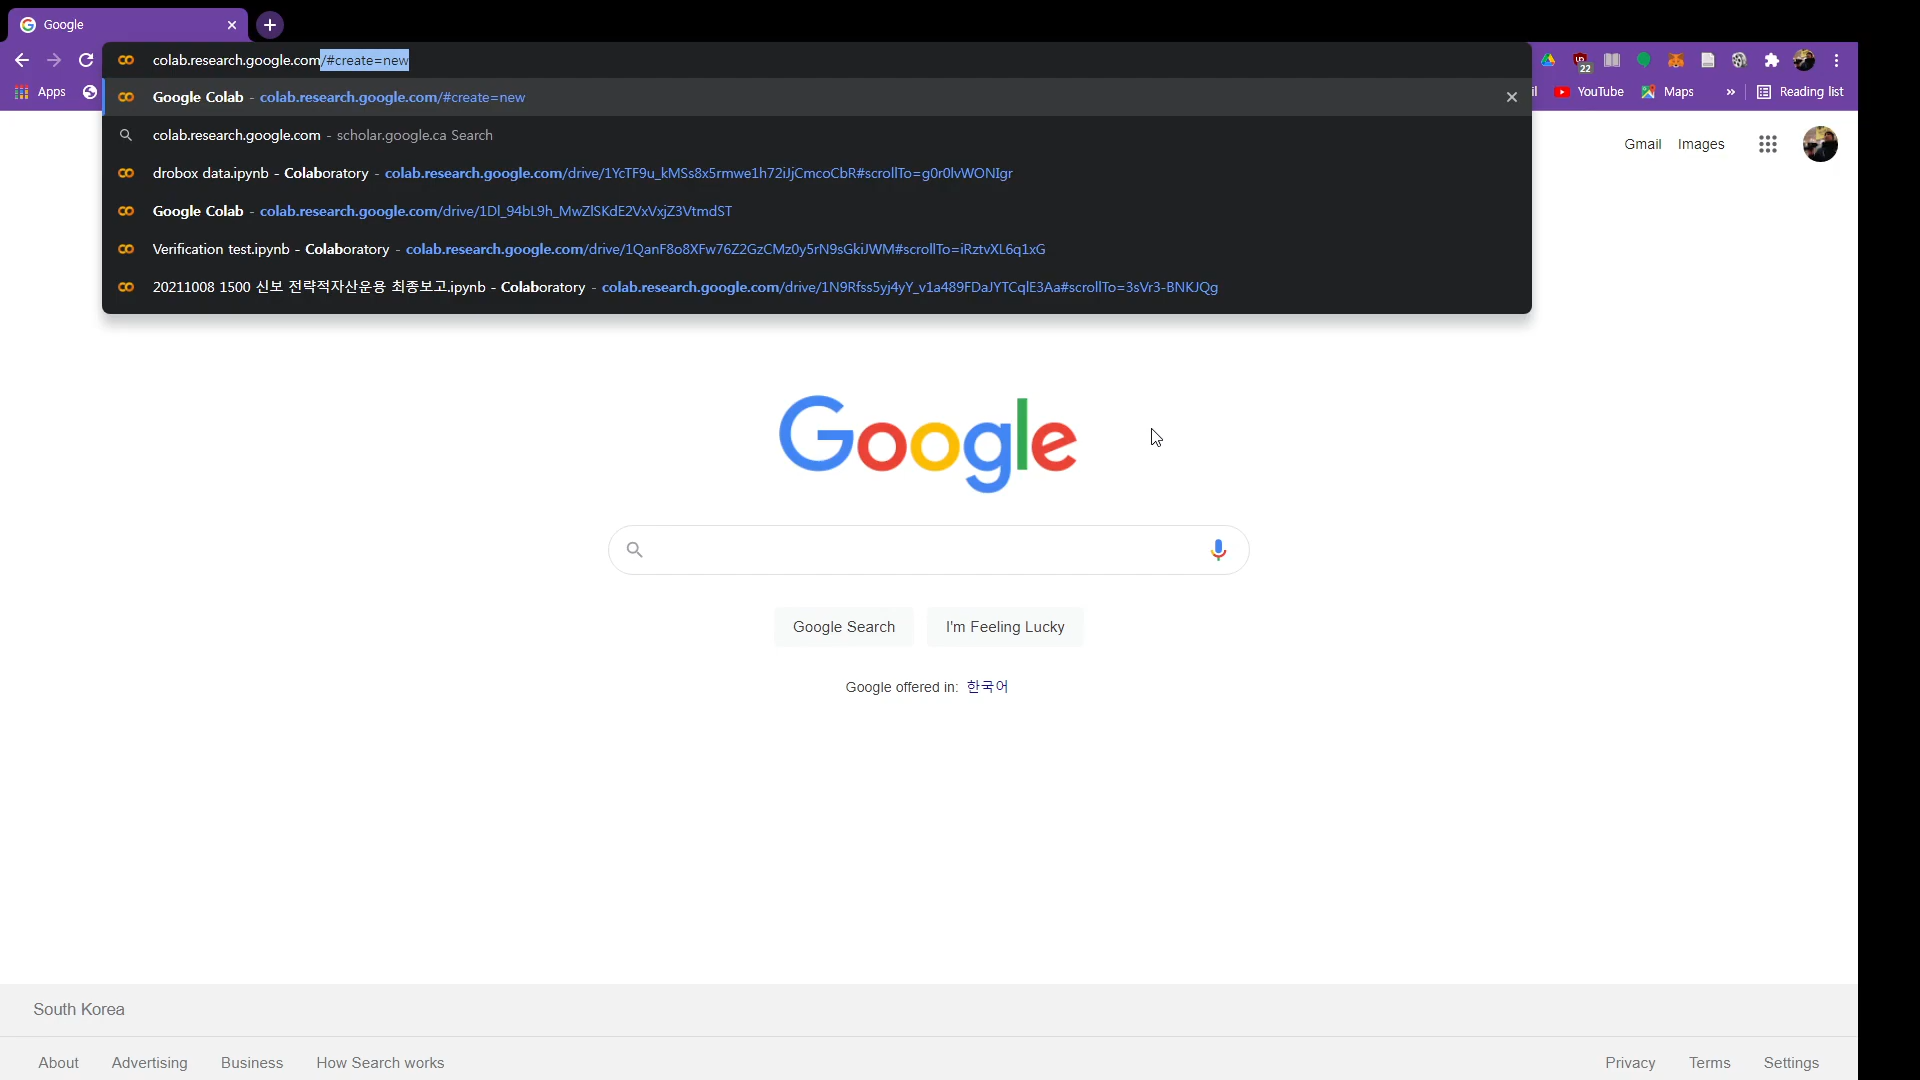 Google
colab.research.google.com/#create=new
22
Apps
Google Colab - colab.research.google.com/#create=new
il
YouTube
Maps
»
Reading list
colab.research.google.com - scholar.google.ca Search
Gmail
Images
drobox data.ipynb - Colaboratory - colab.research.google.com/drive/1YcTF9u_kMSs8x5rmwe1h72iJjCmcoCbR#scrollTo=g0r0lvWONIgr
Google Colab - colab.research.google.com/drive/1Dl_94bL9h_MwZlSKdE2VxVxjZ3VtmdST
Verification test.ipynb - Colaboratory - colab.research.google.com/drive/1QanF8o8XFw76Z2GzCMz0y5rN9sGkiJWM#scrollTo=iRztvXL6q1xG
20211008 1500 신보 전략적자산운용 최종보고.ipynb - Colaboratory - colab.research.google.com/drive/1N9Rfss5yj4yY_v1a489FDaJYTCqlE3Aa#scrollTo=3sVr3-BNKJQg
Google
Google Search
I'm Feeling Lucky
Google offered in: 한국어
South Korea
About
Advertising
Business
How Search works
Privacy
Terms
Settings